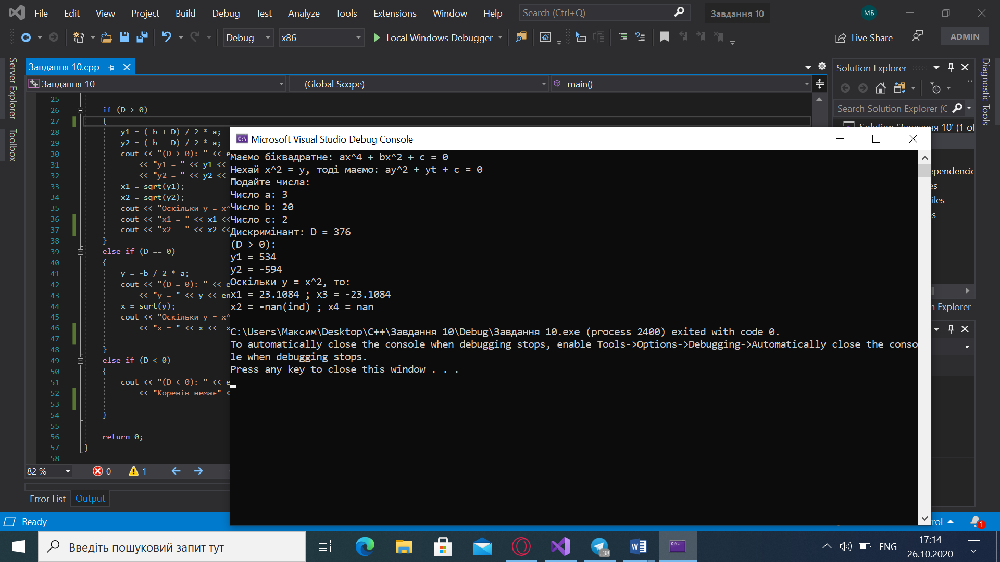 File Edit View Project Build Debug Test Analyze Tools Extensions Window Help Search (Ctrl+Q) Завдання 10 МБ
Debug x86 Local Windows Debugger Live Share ADMIN
Server Explorer
Toolbox
Завдання 10.cpp
Завдання 10 (Global Scope) main()
25
26 if (D > 0)
27 {
28 y1 = (-b + D) / 2 * a;
29 y2 = (-b - D) / 2 * a;
30 cout << "(D > 0): " << e
31 << "y1 = " << y1 <<
32 << "y2 = " << y2 <<
33 x1 = sqrt(y1);
34 x2 = sqrt(y2);
35 cout << "Оскільки y = x^
36 cout << "x1 = " << x1 <<
37 cout << "x2 = " << x2 <<
38 }
39 else if (D == 0)
40 {
41 y = -b / 2 * a;
42 cout << "(D = 0): " << e
43 << "y = " << y << en
44 x = sqrt(y);
45 cout << "Оскільки y = x^
46 << "x = " << x << -x
47
48 }
49 else if (D < 0)
50 {
51 cout << "(D < 0): " << e
52 << "Коренів немає" <
53
54 }
55
56 return 0;
57 }
58
82 % 0 1
Error List Output
Ready
Microsoft Visual Studio Debug Console
Маємо біквадратне: ax^4 + bx^2 + c = 0
Нехай x^2 = y, тоді маємо: ay^2 + yt + c = 0
Подайте числа:
Число a: 3
Число b: 20
Число c: 2
Дискримінант: D = 376
(D > 0):
y1 = 534
y2 = -594
Оскільки y = x^2, то:
x1 = 23.1084 ; x3 = -23.1084
x2 = -nan(ind) ; x4 = nan
C:\Users\Максим\Desktop\C++\Завдання 10\Debug\Завдання 10.exe (process 2400) exited with code 0.
To automatically close the console when debugging stops, enable Tools->Options->Debugging->Automatically close the conso
le when debugging stops.
Press any key to close this window . . .
Solution Explorer
Search Solution Explorer (C
Solution 'Завдання 10' (1 of
ependencie
es
iles
s
n Explorer
Diagnostic Tools
rol 1
Введіть пошуковий запит тут
..38
ENG
17:14
26.10.2020